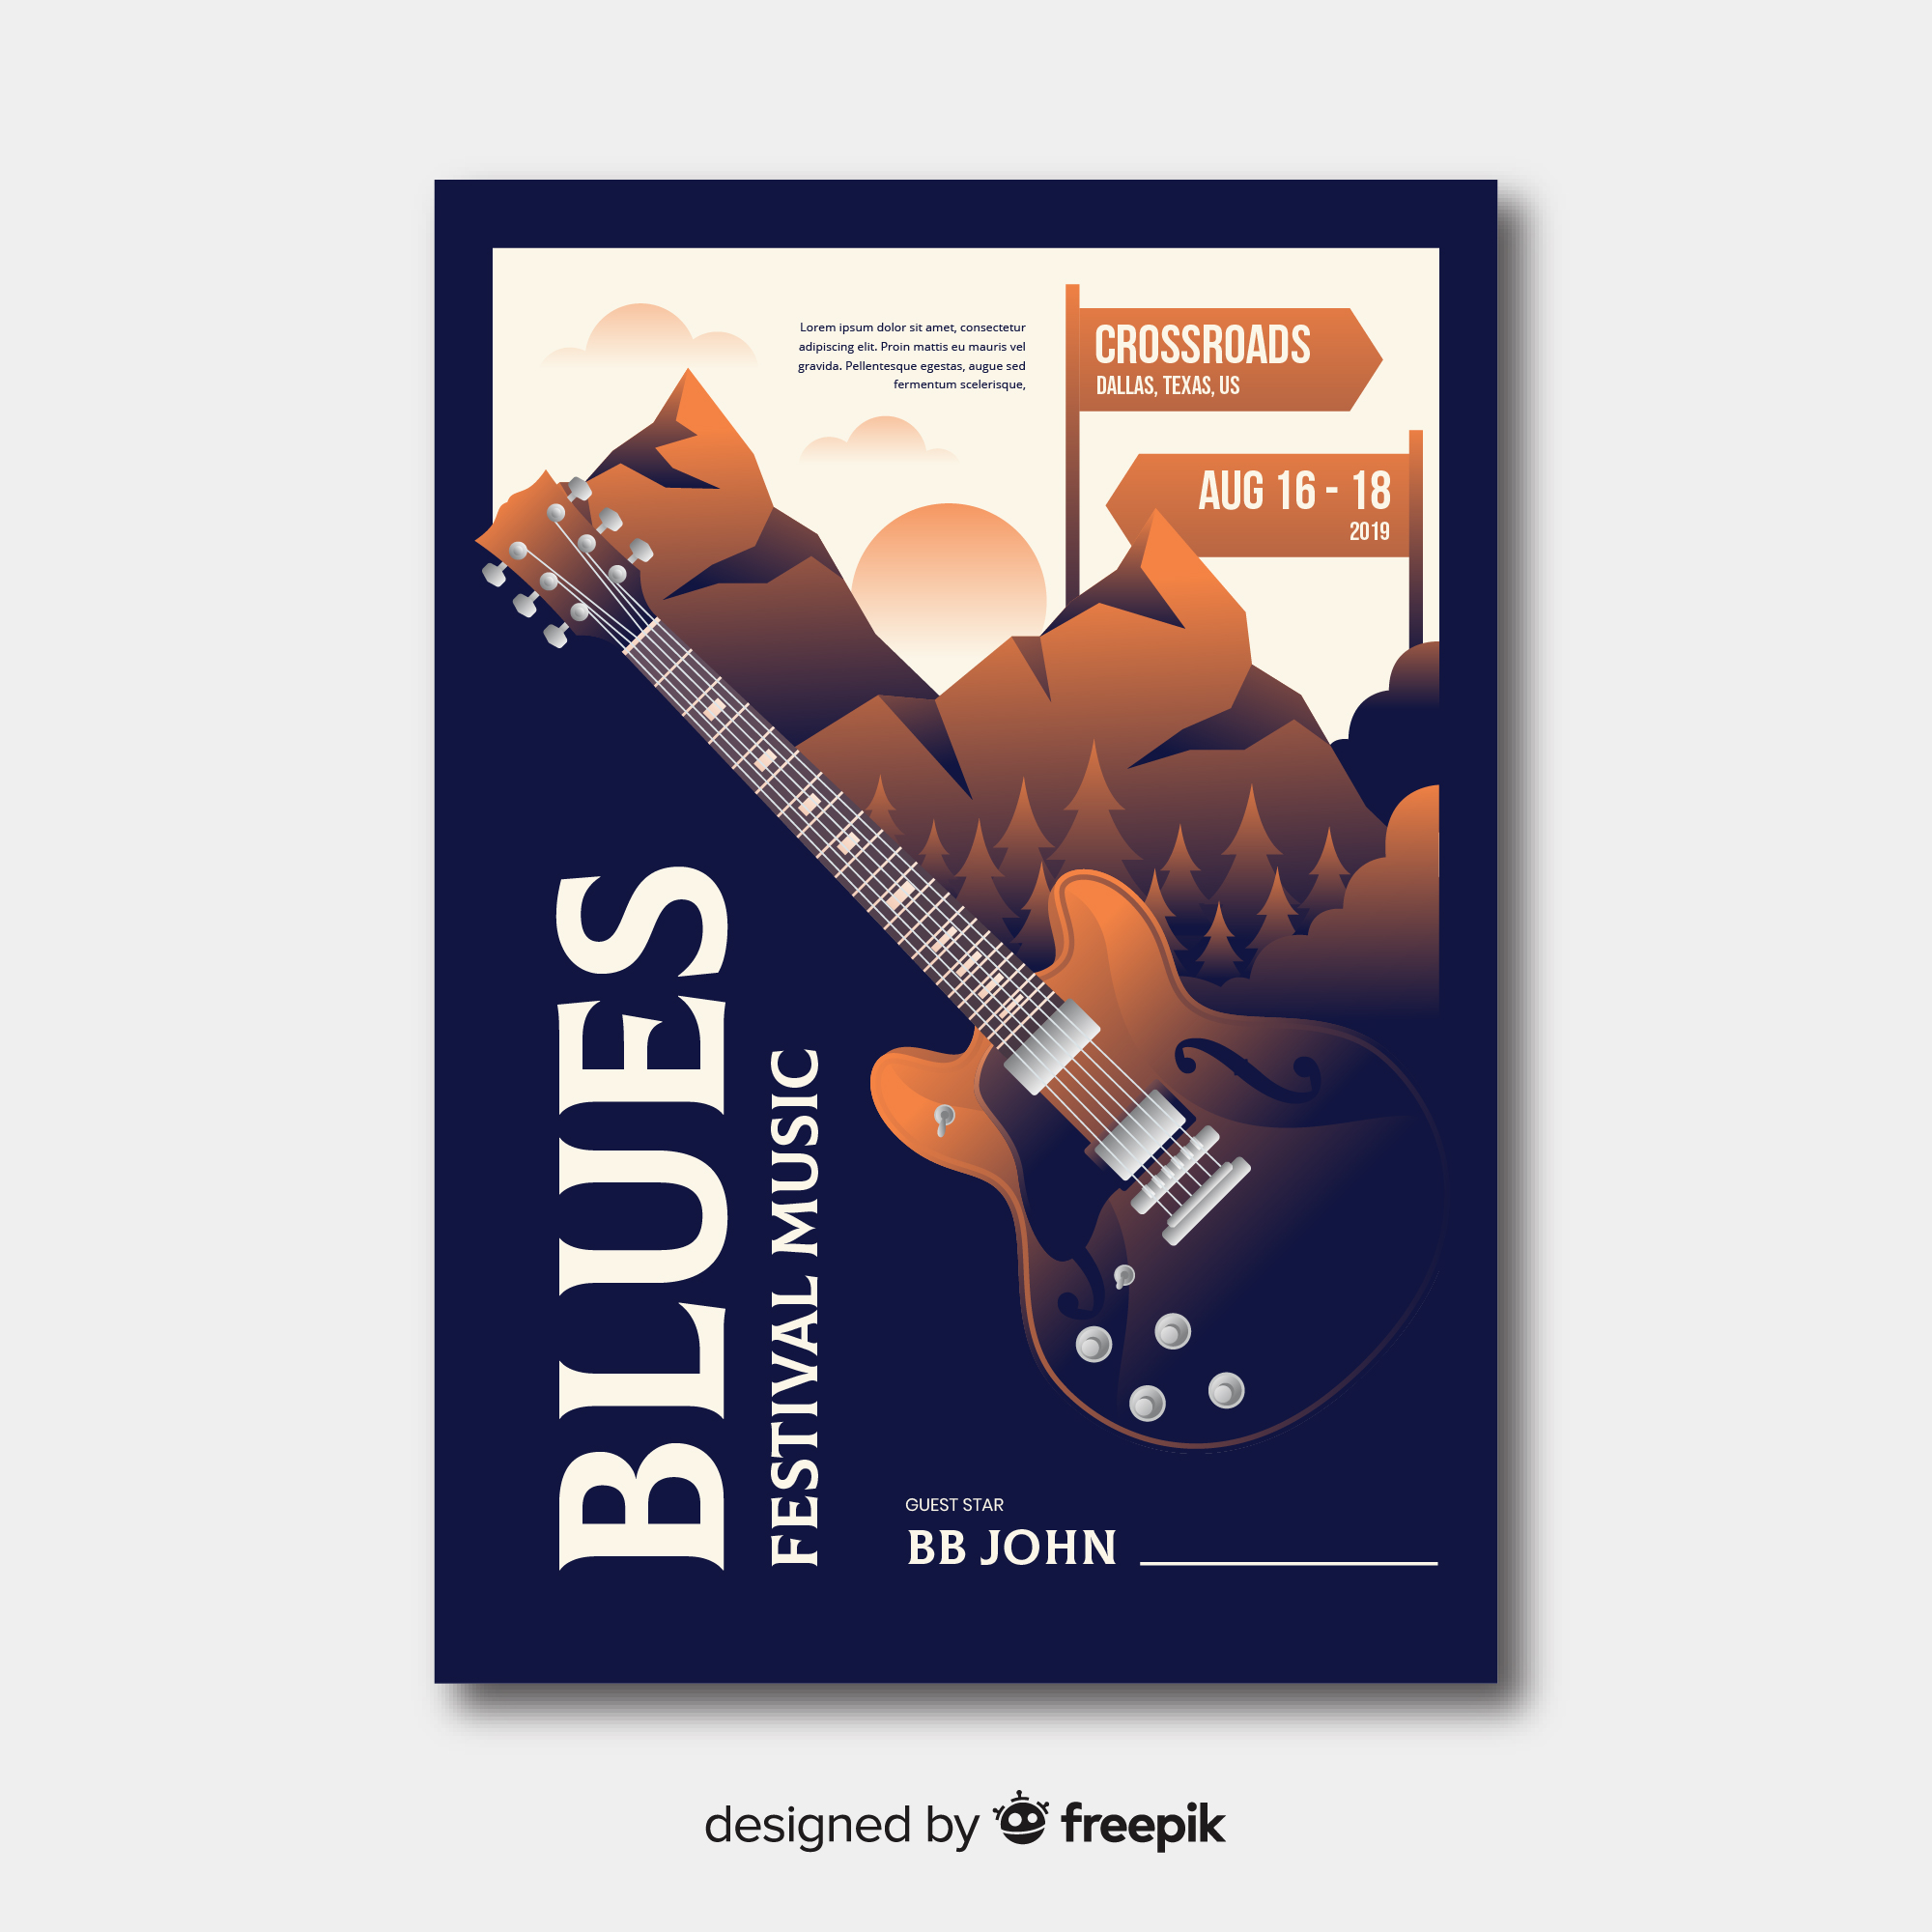 Lorem ipsum dolor sit amet, consectetur
adipiscing elit. Proin mattis eu mauris vel
gravida. Pellentesque egestas, augue sed
fermentum scelerisque,
CROSSROADS
DALLAS, TEXAS, US
AUG 16 - 18
2019
BLUES
FESTIVAL MUSIC
GUEST STAR
BB JOHN
designed by freepik